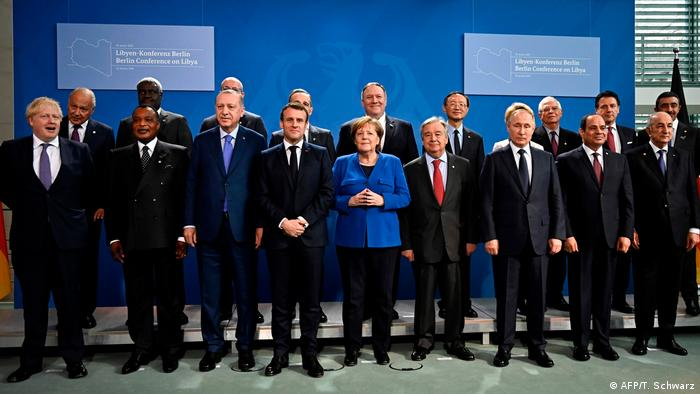 Libyen-Konferenz Berlin
Berlin Conference on Libya
Libyen-Konferenz Berlin
Berlin Conference on Libya
© AFP/T. Schwarz